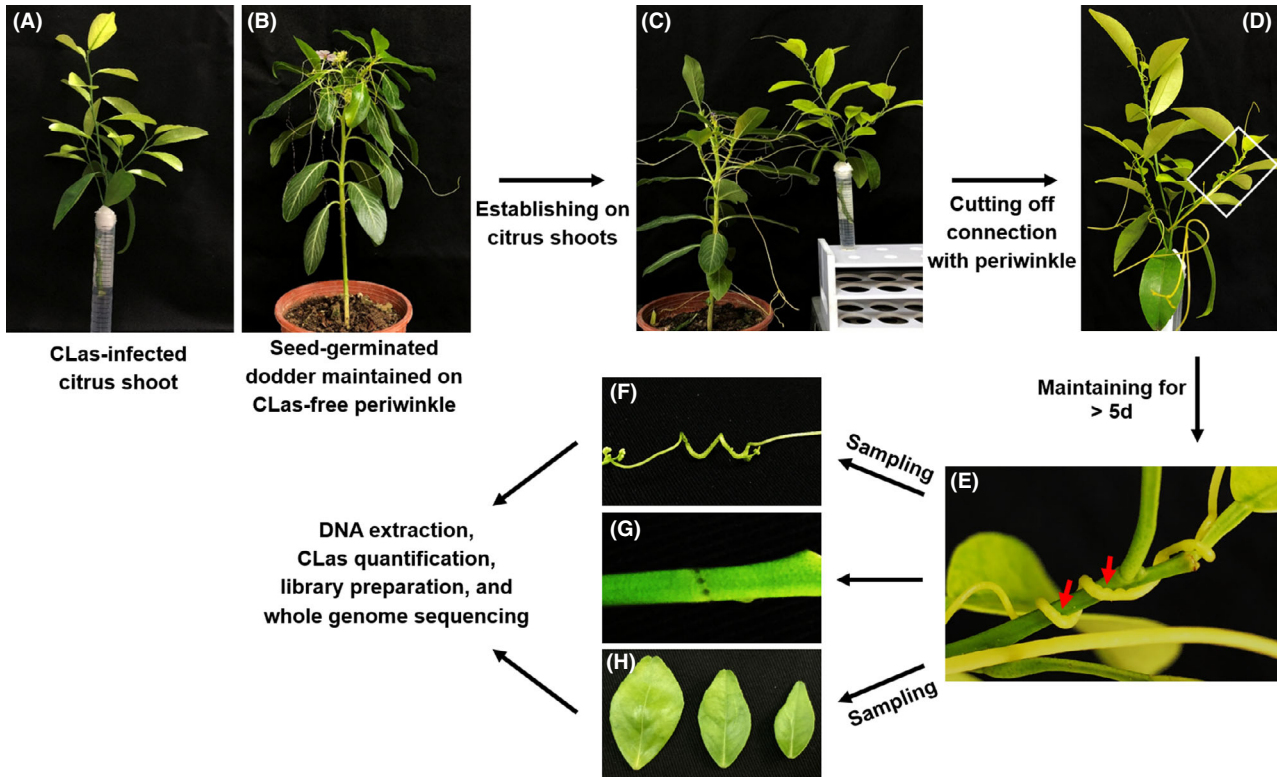 (A)
(B)
(C)
(D)
Establishing on
citrus shoots
Cutting off
connection
with periwinkle
CLas-infected
citrus shoot
Seed-germinated
dodder maintained on
CLas-free periwinkle
Maintaining for
> 5d
(F)
Sampling
(E)
(G)
DNA extraction,
CLas quantification,
library preparation, and
whole genome sequencing
(H)
Sampling